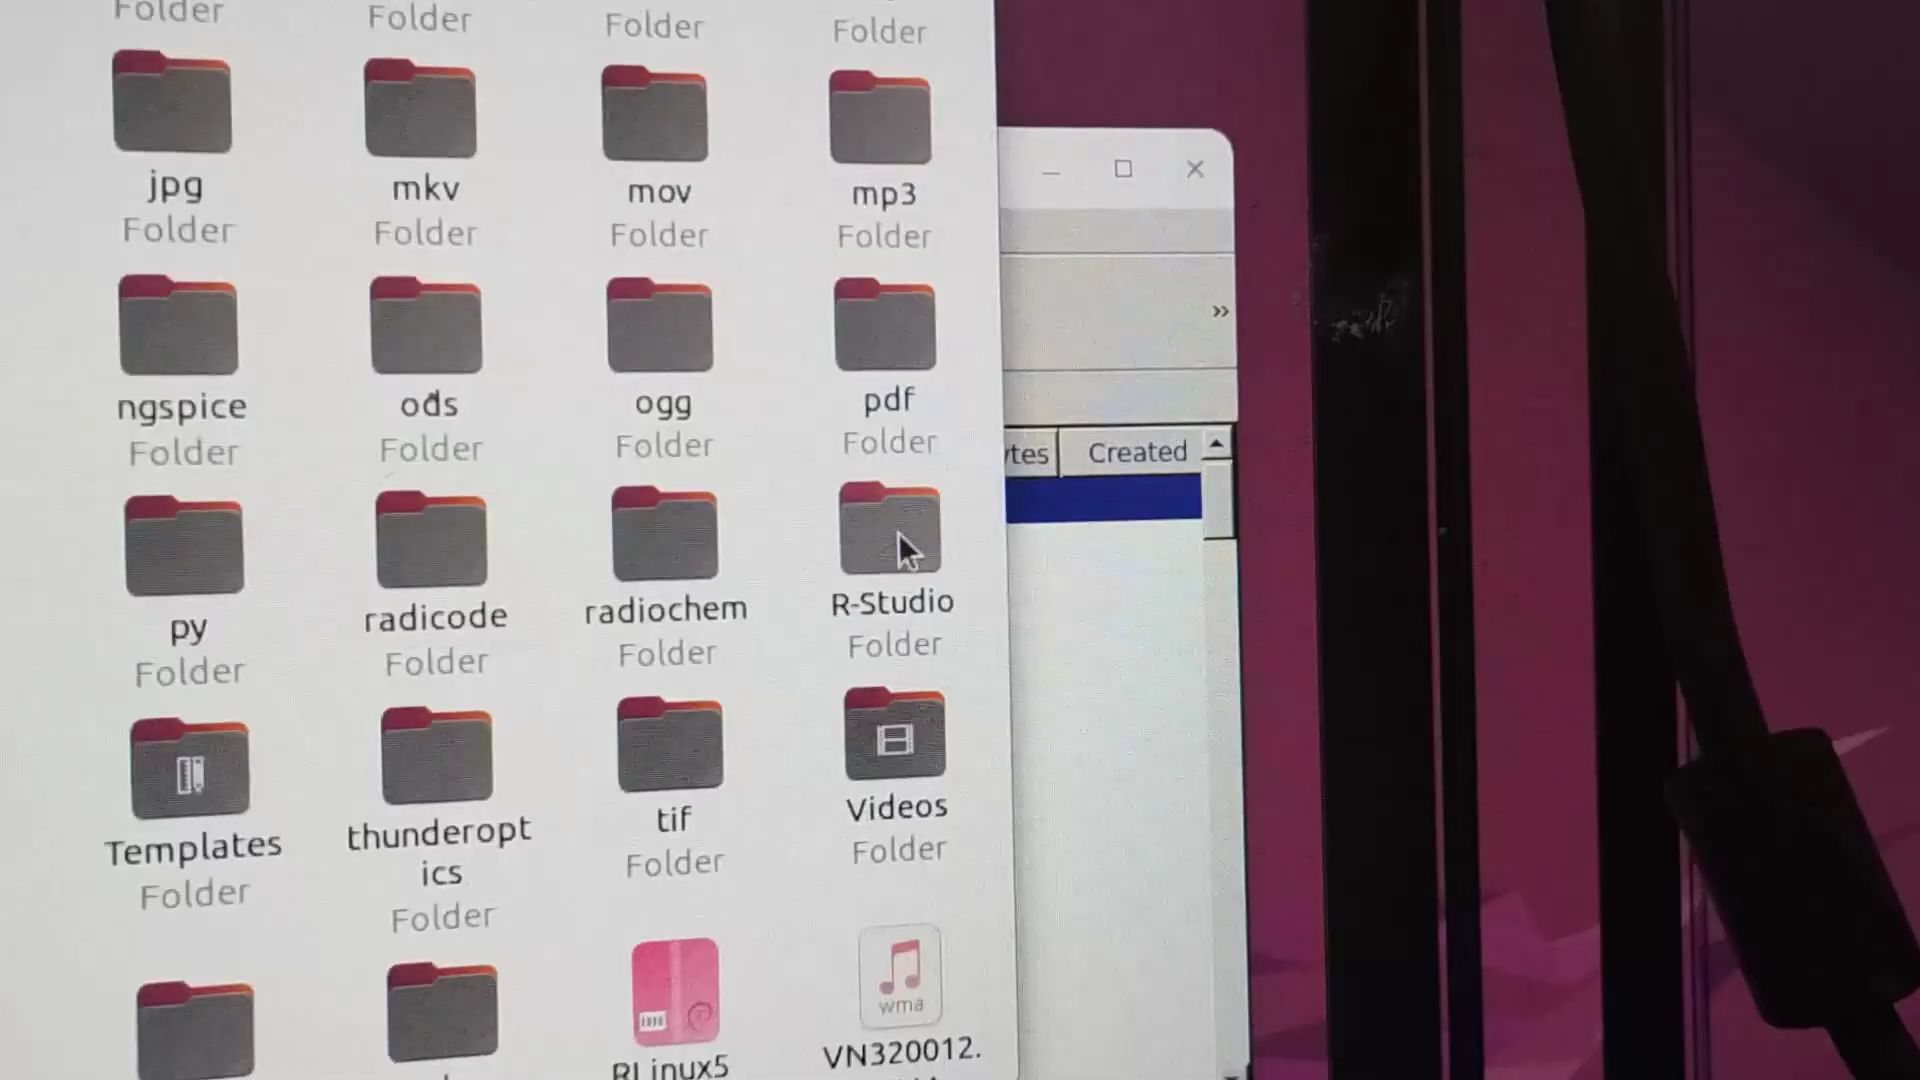 Folder Folder Folder Folder
jpg mkv mov mp3
Folder Folder Folder Folder
»
ngspice ods ogg pdf
Folder Folder Folder Folder
Created
py radicode radiochem R-Studio
Folder Folder Folder Folder
Templates thunderopt tif Videos
ics
Folder Folder Folder Folder
wma
RLinux5 VN320012.